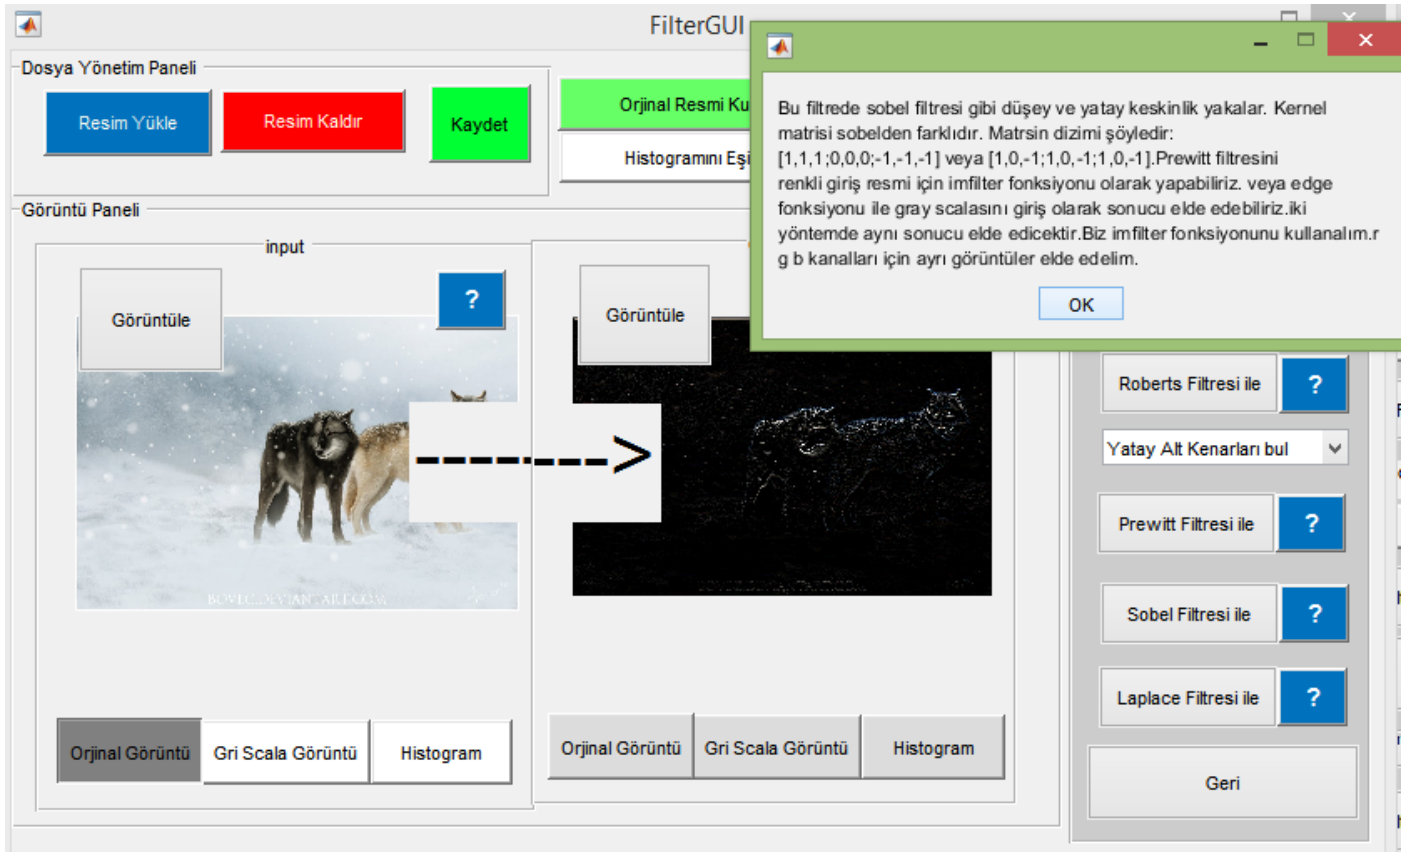 FilterGUI
Dosya Yönetim Paneli
Resim Yükle
Resim Kaldır
Kaydet
Orjinal Resmi Ku
Histogramını Eşi
Bu filtrede sobel filtresi gibi düşey ve yatay keskinlik yakalar. Kernel
matrisi sobelden farklıdır. Matrsin dizimi şöyledir:
[1,1,1;0,0,0;-1,-1,-1] veya [1,0,-1;1,0,-1;1,0,-1].Prewitt filtresini
renkli giriş resmi için imfilter fonksiyonu olarak yapabiliriz. veya edge
fonksiyonu ile gray scalasını giriş olarak sonucu elde edebiliriz.iki
yöntemde aynı sonucu elde edicektir.Biz imfilter fonksiyonunu kullanalım.r
g b kanalları için ayrı görüntüler elde edelim.
OK
Görüntü Paneli
input
Görüntüle
?
Görüntüle
------>
BOVEC.DEVIANTART.COM
Orjinal Görüntü
Gri Scala Görüntü
Histogram
Orjinal Görüntü
Gri Scala Görüntü
Histogram
Roberts Filtresi ile
?
Yatay Alt Kenarları bul
Prewitt Filtresi ile
?
Sobel Filtresi ile
?
Laplace Filtresi ile
?
Geri